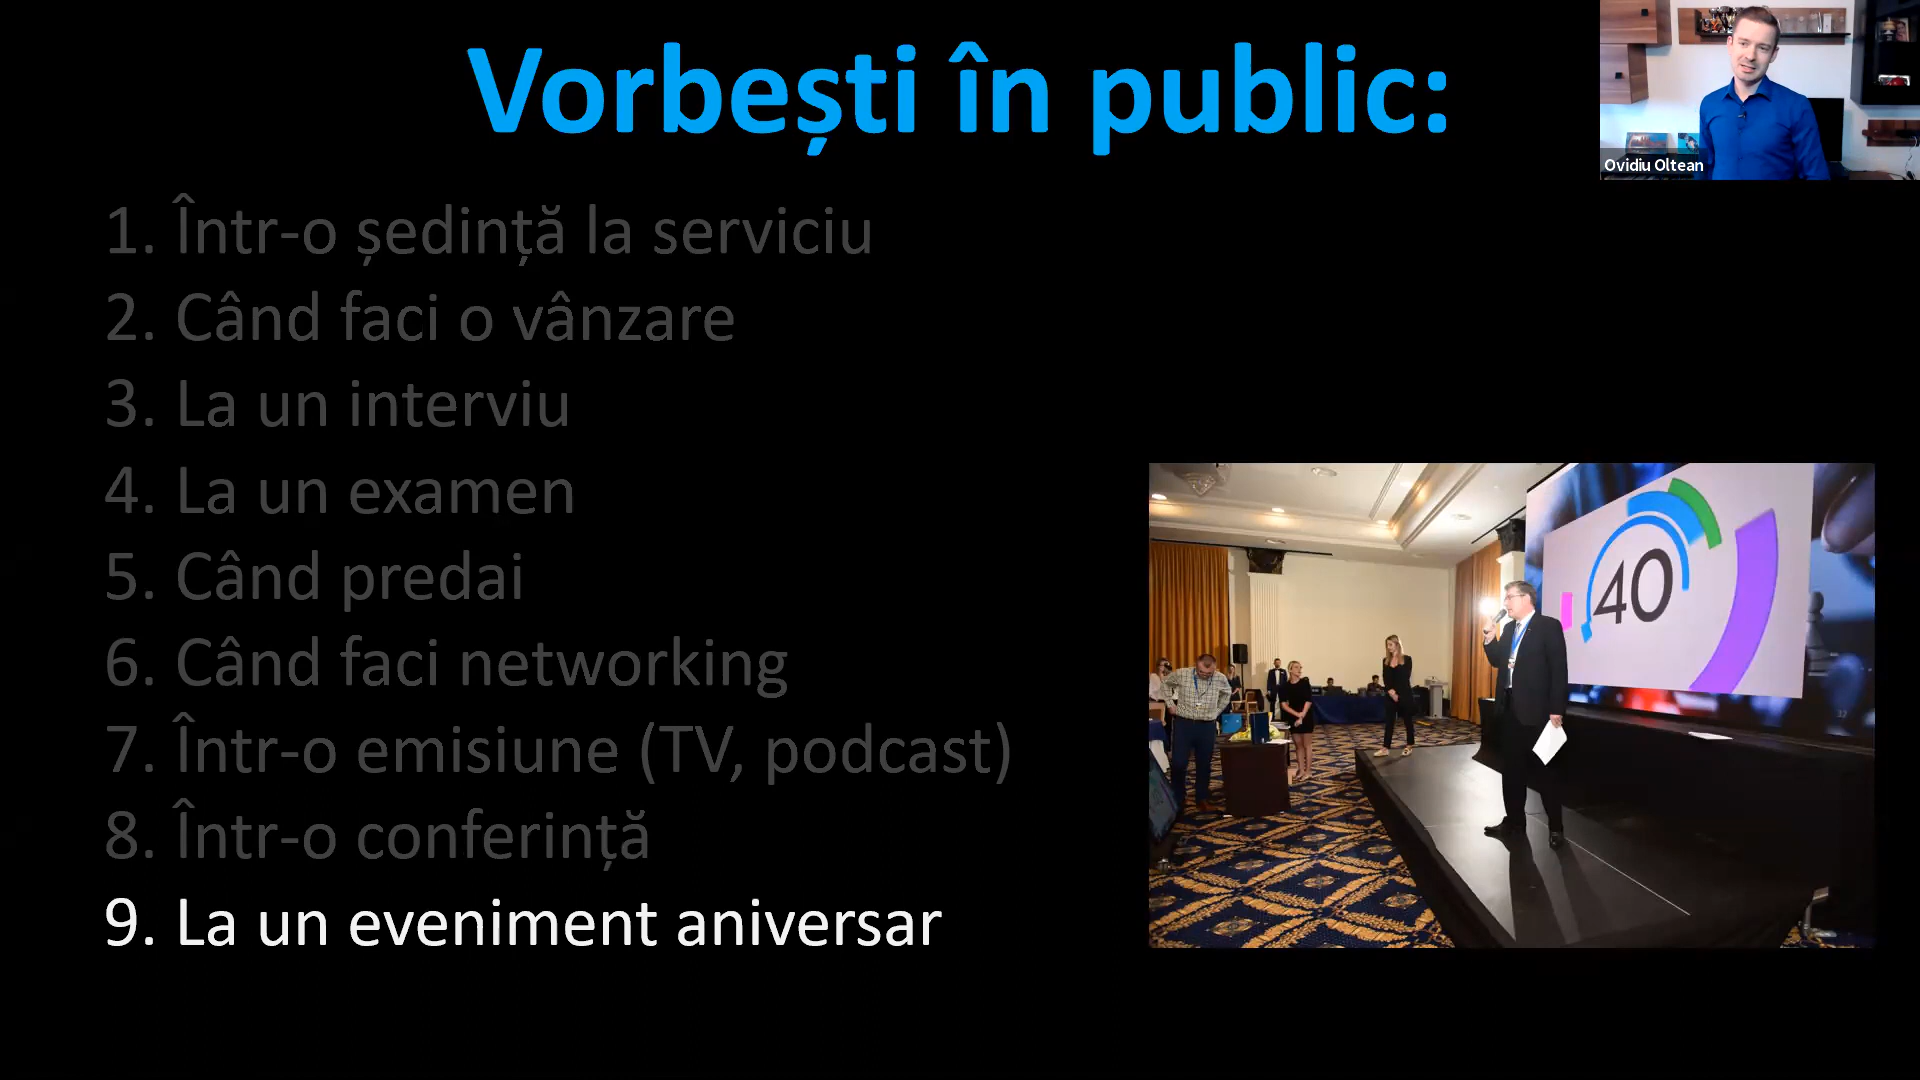 Vorbești în public:
Ovidiu Oltean
1. Într-o ședință la serviciu
2. Când faci o vânzare
3. La un interviu
4. La un examen
5. Când predai
6. Când faci networking
7. Într-o emisiune (TV, podcast)
8. Într-o conferință
9. La un eveniment aniversar
40